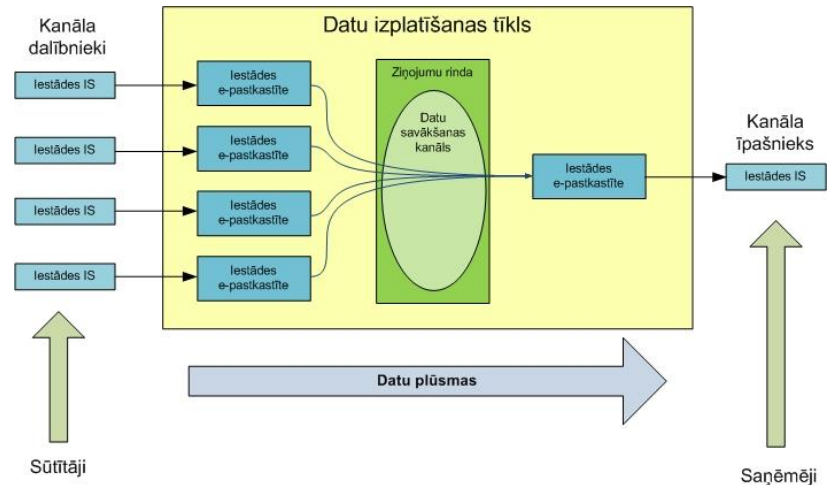 Kanāla
dalībnieki
Datu izplatīšanas tīkls
Iestādes IS
Iestādes
e-pastkastīte
Ziņojumu rinda
Datu
savākšanas
kanāls
Kanāla
īpašnieks
Iestādes IS
Iestādes
e-pastkastīte
Iestādes
e-pastkastīte
Iestādes IS
Iestādes IS
Iestādes
e-pastkastīte
Iestādes IS
Iestādes
e-pastkastīte
Datu plūsmas
Sūtītāji
Saņēmēji